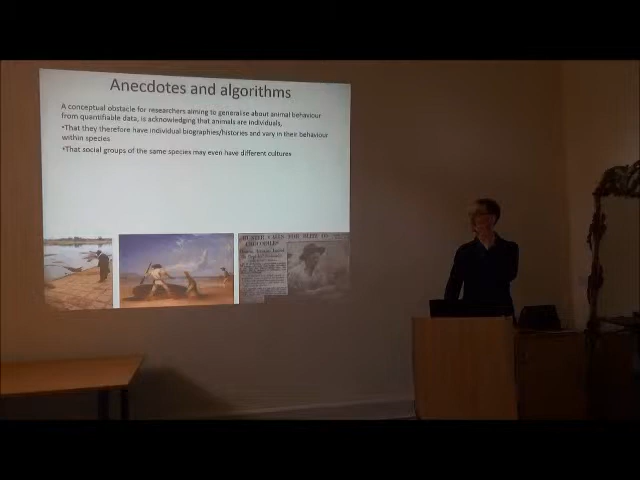 Anecdotes and algorithms
A conceptual obstacle for researchers aiming to generalise about animal behaviour
from quantifiable data, is acknowledging that animals are individuals,
•That they therefore have individual biographies/histories and vary in their behaviour
within species
•That social groups of the same species may even have different cultures